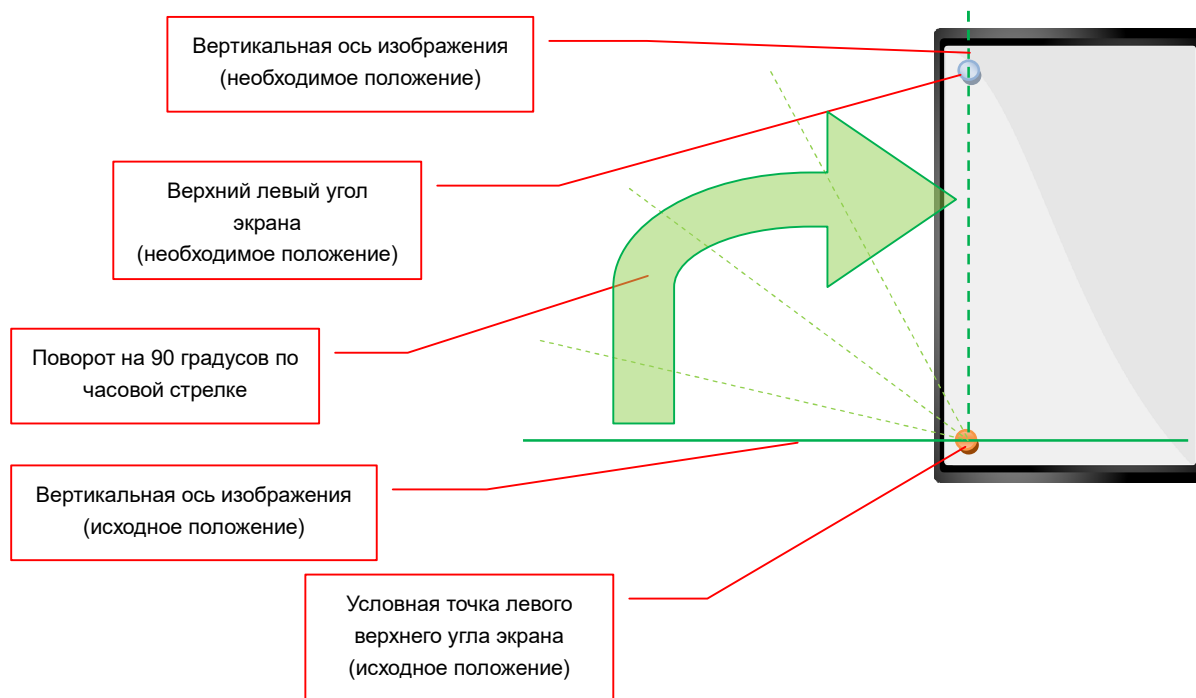 Вертикальная ось изображения
(необходимое положение)
Верхний левый угол
экрана
(необходимое положение)
Поворот на 90 градусов по
часовой стрелке
Вертикальная ось изображения
(исходное положение)
Условная точка левого
верхнего угла экрана
(исходное положение)